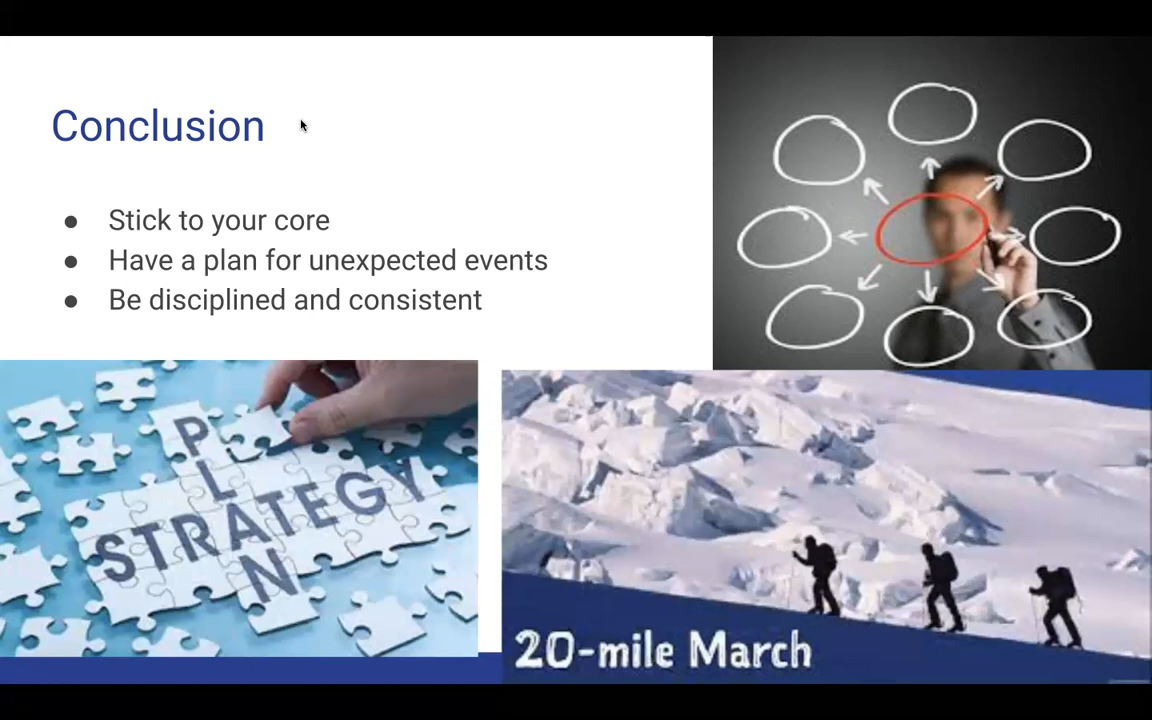 Conclusion
● Stick to your core
● Have a plan for unexpected events
● Be disciplined and consistent
PLAN
STRATEGY
20-mile March